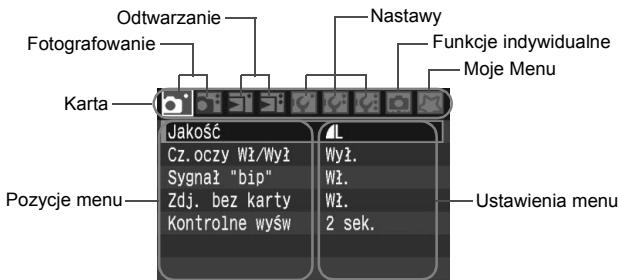 Odtwarzanie
Nastawy
Fotografowanie
Funkcje indywidualne
Moje Menu
Karta
Jakość L
Cz.oczy Wł/Wył Wył.
Sygnał "bip" Wł.
Zdj. bez karty Wł.
Kontrolne wyśw 2 sek.
Pozycje menu
Ustawienia menu